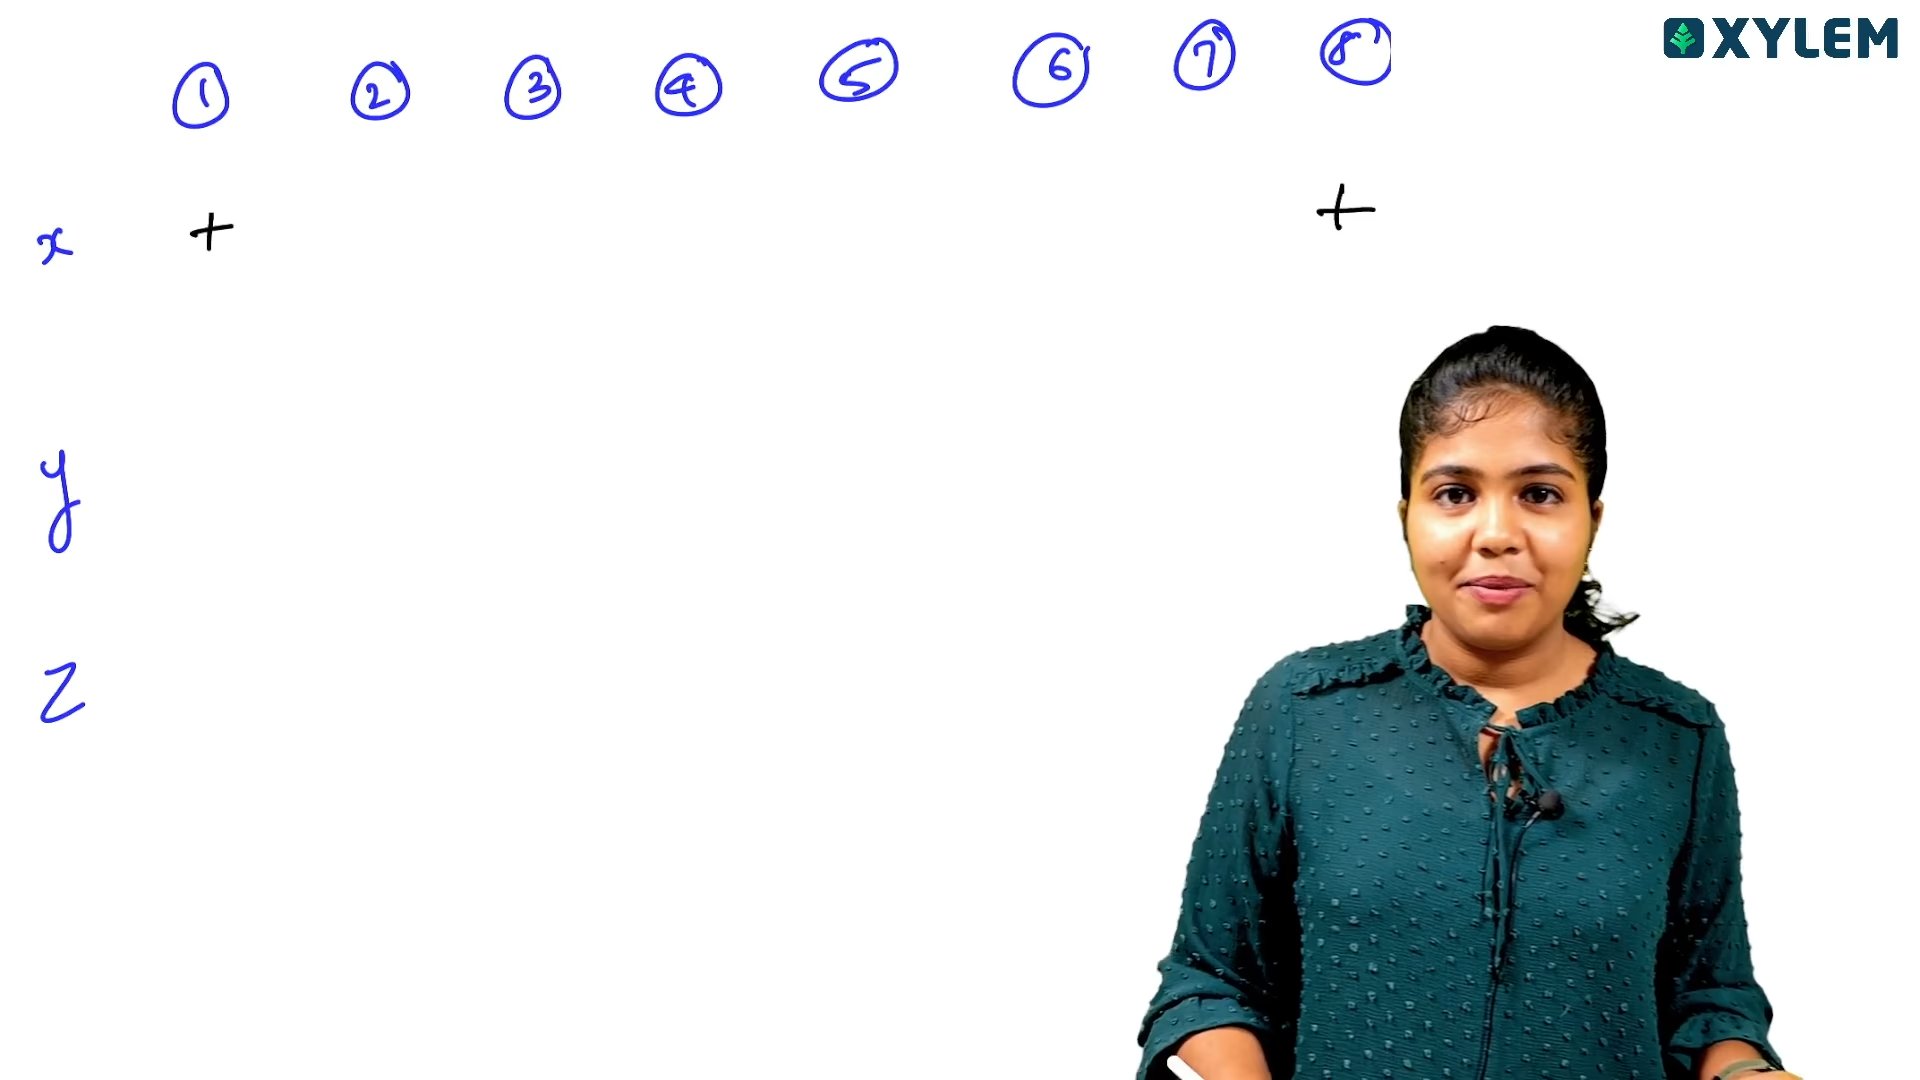 XYLEM
① ② ③ ④ ⑤ ⑥ ⑦ ⑧
x + +
y
z